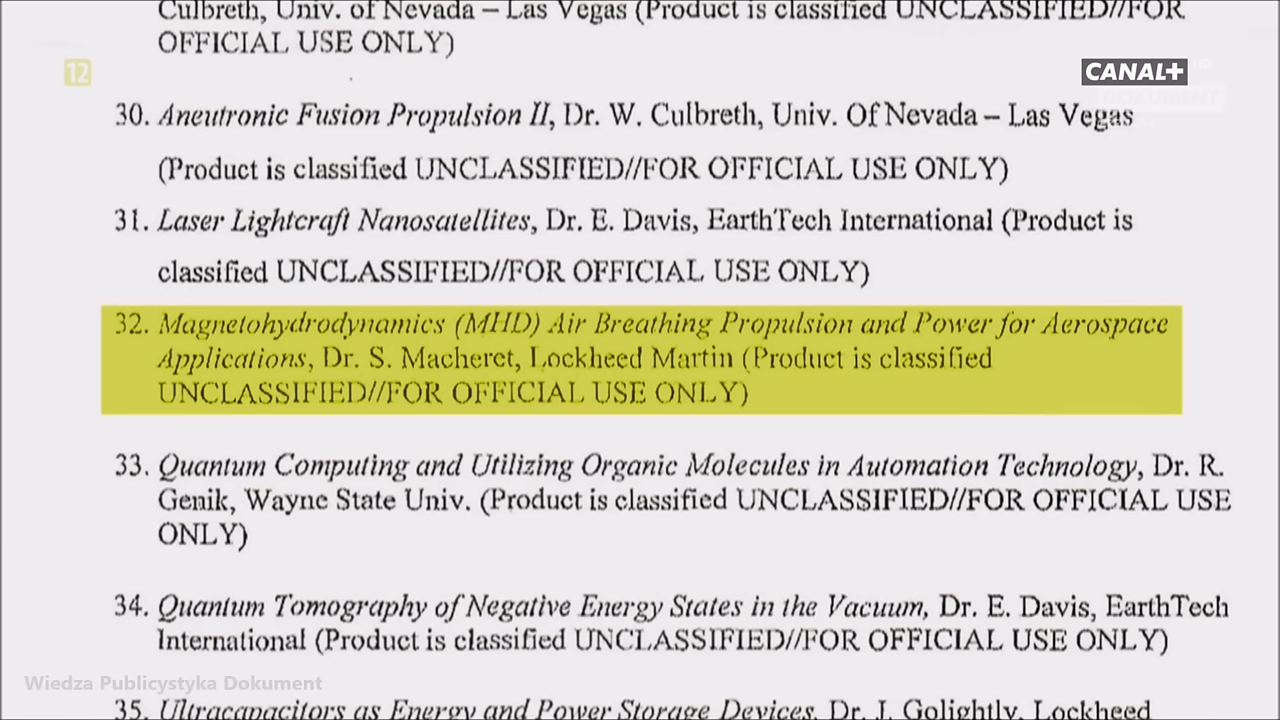 Culbreth, Univ. of Nevada – Las Vegas (Product is classified UNCLASSIFIED//FOR
OFFICIAL USE ONLY)
12
CANAL+
DOKUMENT
30. Aneutronic Fusion Propulsion II, Dr. W. Culbreth, Univ. Of Nevada – Las Vegas
(Product is classified UNCLASSIFIED//FOR OFFICIAL USE ONLY)
31. Laser Lightcraft Nanosatellites, Dr. E. Davis, EarthTech International (Product is
classified UNCLASSIFIED//FOR OFFICIAL USE ONLY)
32. Magnetohydrodynamics (MHD) Air Breathing Propulsion and Power for Aerospace
Applications, Dr. S. Macheret, Lockheed Martin (Product is classified
UNCLASSIFIED//FOR OFFICIAL USE ONLY)
33. Quantum Computing and Utilizing Organic Molecules in Automation Technology, Dr. R.
Genik, Wayne State Univ. (Product is classified UNCLASSIFIED//FOR OFFICIAL USE
ONLY)
34. Quantum Tomography of Negative Energy States in the Vacuum, Dr. E. Davis, EarthTech
International (Product is classified UNCLASSIFIED//FOR OFFICIAL USE ONLY)
Wiedza Publicystyka Dokument
35. Ultracapacitors as Energy and Power Storage Devices, Dr. J. Golightly, Lockheed